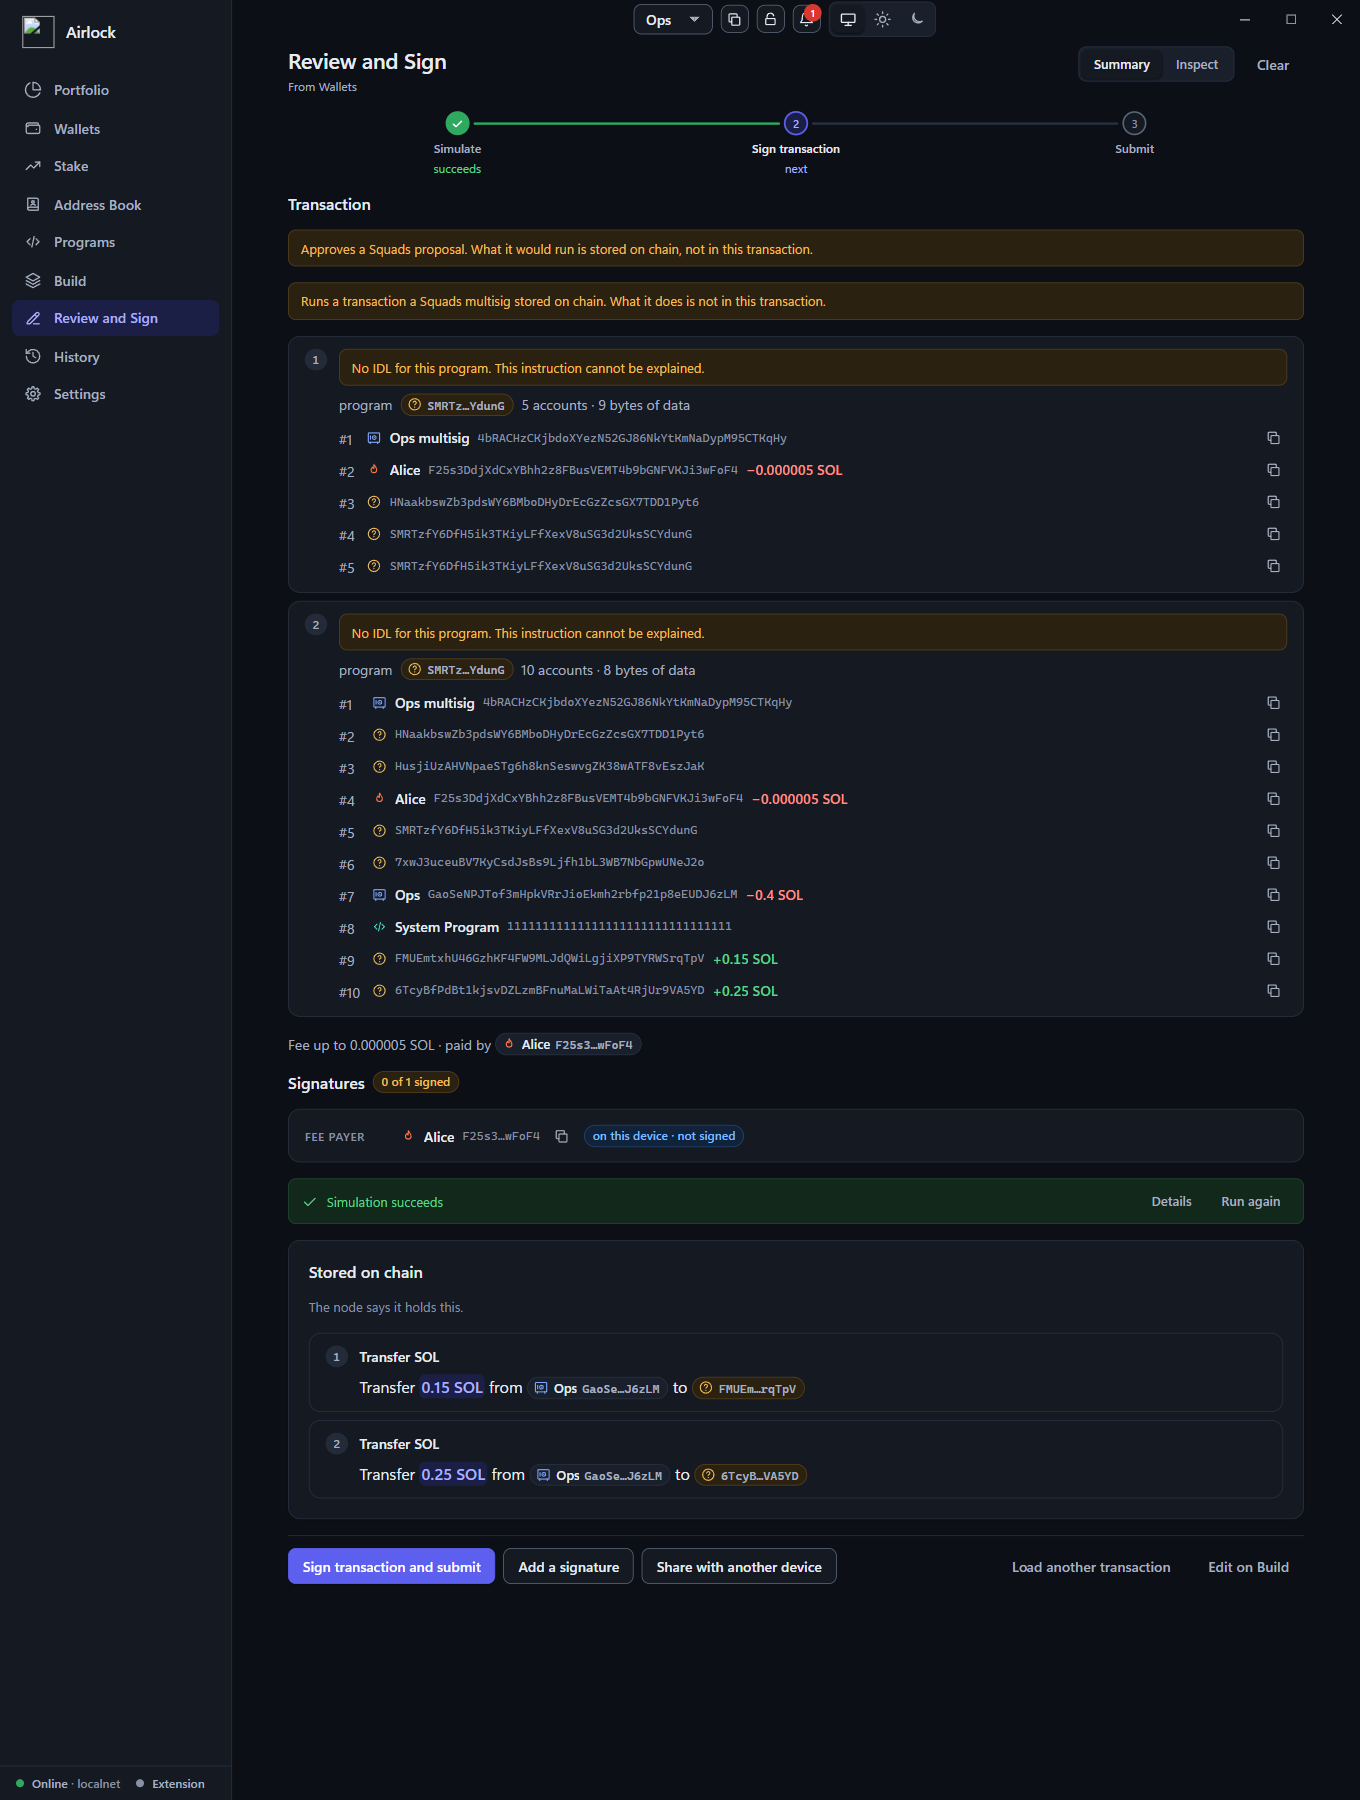 Airlock
Ops
1
Portfolio
Wallets
Stake
Address Book
Programs
Build
Review and Sign
History
Settings
Review and Sign
From Wallets
Summary
Inspect
Clear
Simulate
succeeds
2
Sign transaction
next
3
Submit
Transaction
Approves a Squads proposal. What it would run is stored on chain, not in this transaction.
Runs a transaction a Squads multisig stored on chain. What it does is not in this transaction.
1
No IDL for this program. This instruction cannot be explained.
program SMRTz…YdunG 5 accounts · 9 bytes of data
#1 Ops multisig 4bRACHzCKjbdoXYezN52GJ86NkYtKmNaDypM95CTKqHy
#2 Alice F25s3DdjXdCxYBhh2z8FBusVEMT4b9bGNFVKJi3wFoF4 −0.000005 SOL
#3 HNaakbswZb3pdsWY6BMboDHyDrEcGzZcsGX7TDD1Pyt6
#4 SMRTzfY6DfH5ik3TKiyLFfXexV8uSG3d2UksSCYdunG
#5 SMRTzfY6DfH5ik3TKiyLFfXexV8uSG3d2UksSCYdunG
2
No IDL for this program. This instruction cannot be explained.
program SMRTz…YdunG 10 accounts · 8 bytes of data
#1 Ops multisig 4bRACHzCKjbdoXYezN52GJ86NkYtKmNaDypM95CTKqHy
#2 HNaakbswZb3pdsWY6BMboDHyDrEcGzZcsGX7TDD1Pyt6
#3 HusjiUzAHVNpaeSTg6h8knSeswvgZK38wATF8vEszJaK
#4 Alice F25s3DdjXdCxYBhh2z8FBusVEMT4b9bGNFVKJi3wFoF4 −0.000005 SOL
#5 SMRTzfY6DfH5ik3TKiyLFfXexV8uSG3d2UksSCYdunG
#6 7xwJ3uceuBV7KyCsdJsBs9Ljfh1bL3WB7NbGpwUNeJ2o
#7 Ops GaoSeNPJTof3mHpkVRrJioEkmh2rbfp21p8eEUDJ6zLM −0.4 SOL
#8 System Program 11111111111111111111111111111111
#9 FMUEmtxhU46GzhKF4FW9MLJdQWiLgjiXP9TYRWSrqTpV +0.15 SOL
#10 6TcyBfPdBt1kjsvDZLzmBFnuMaLWiTaAt4RjUr9VA5YD +0.25 SOL
Fee up to 0.000005 SOL · paid by Alice F25s3…wFoF4
Signatures 0 of 1 signed
FEE PAYER Alice F25s3…wFoF4 on this device · not signed
Simulation succeeds
Details
Run again
Stored on chain
The node says it holds this.
1 Transfer SOL
Transfer 0.15 SOL from Ops GaoSe…J6zLM to FMUEm…rqTpV
2 Transfer SOL
Transfer 0.25 SOL from Ops GaoSe…J6zLM to 6TcyB…VA5YD
Sign transaction and submit
Add a signature
Share with another device
Load another transaction
Edit on Build
Online · localnet
Extension